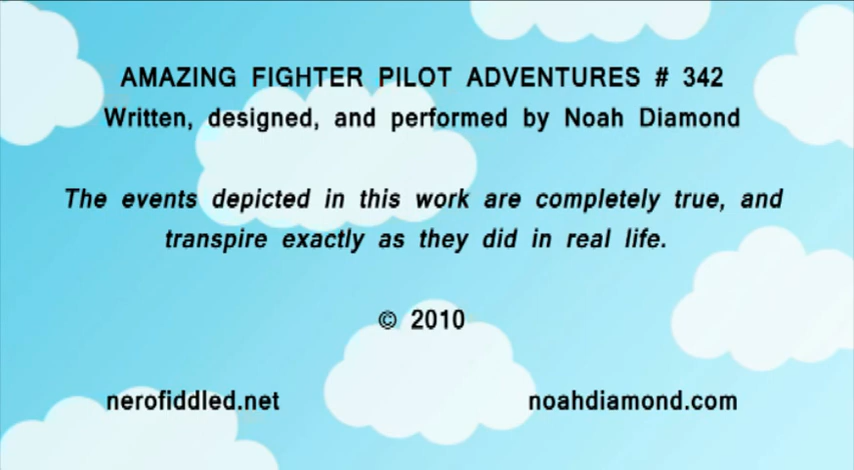 AMAZING FIGHTER PILOT ADVENTURES # 342
Written, designed, and performed by Noah Diamond
The events depicted in this work are completely true, and
transpire exactly as they did in real life.
© 2010
nerofiddled.net
noahdiamond.com